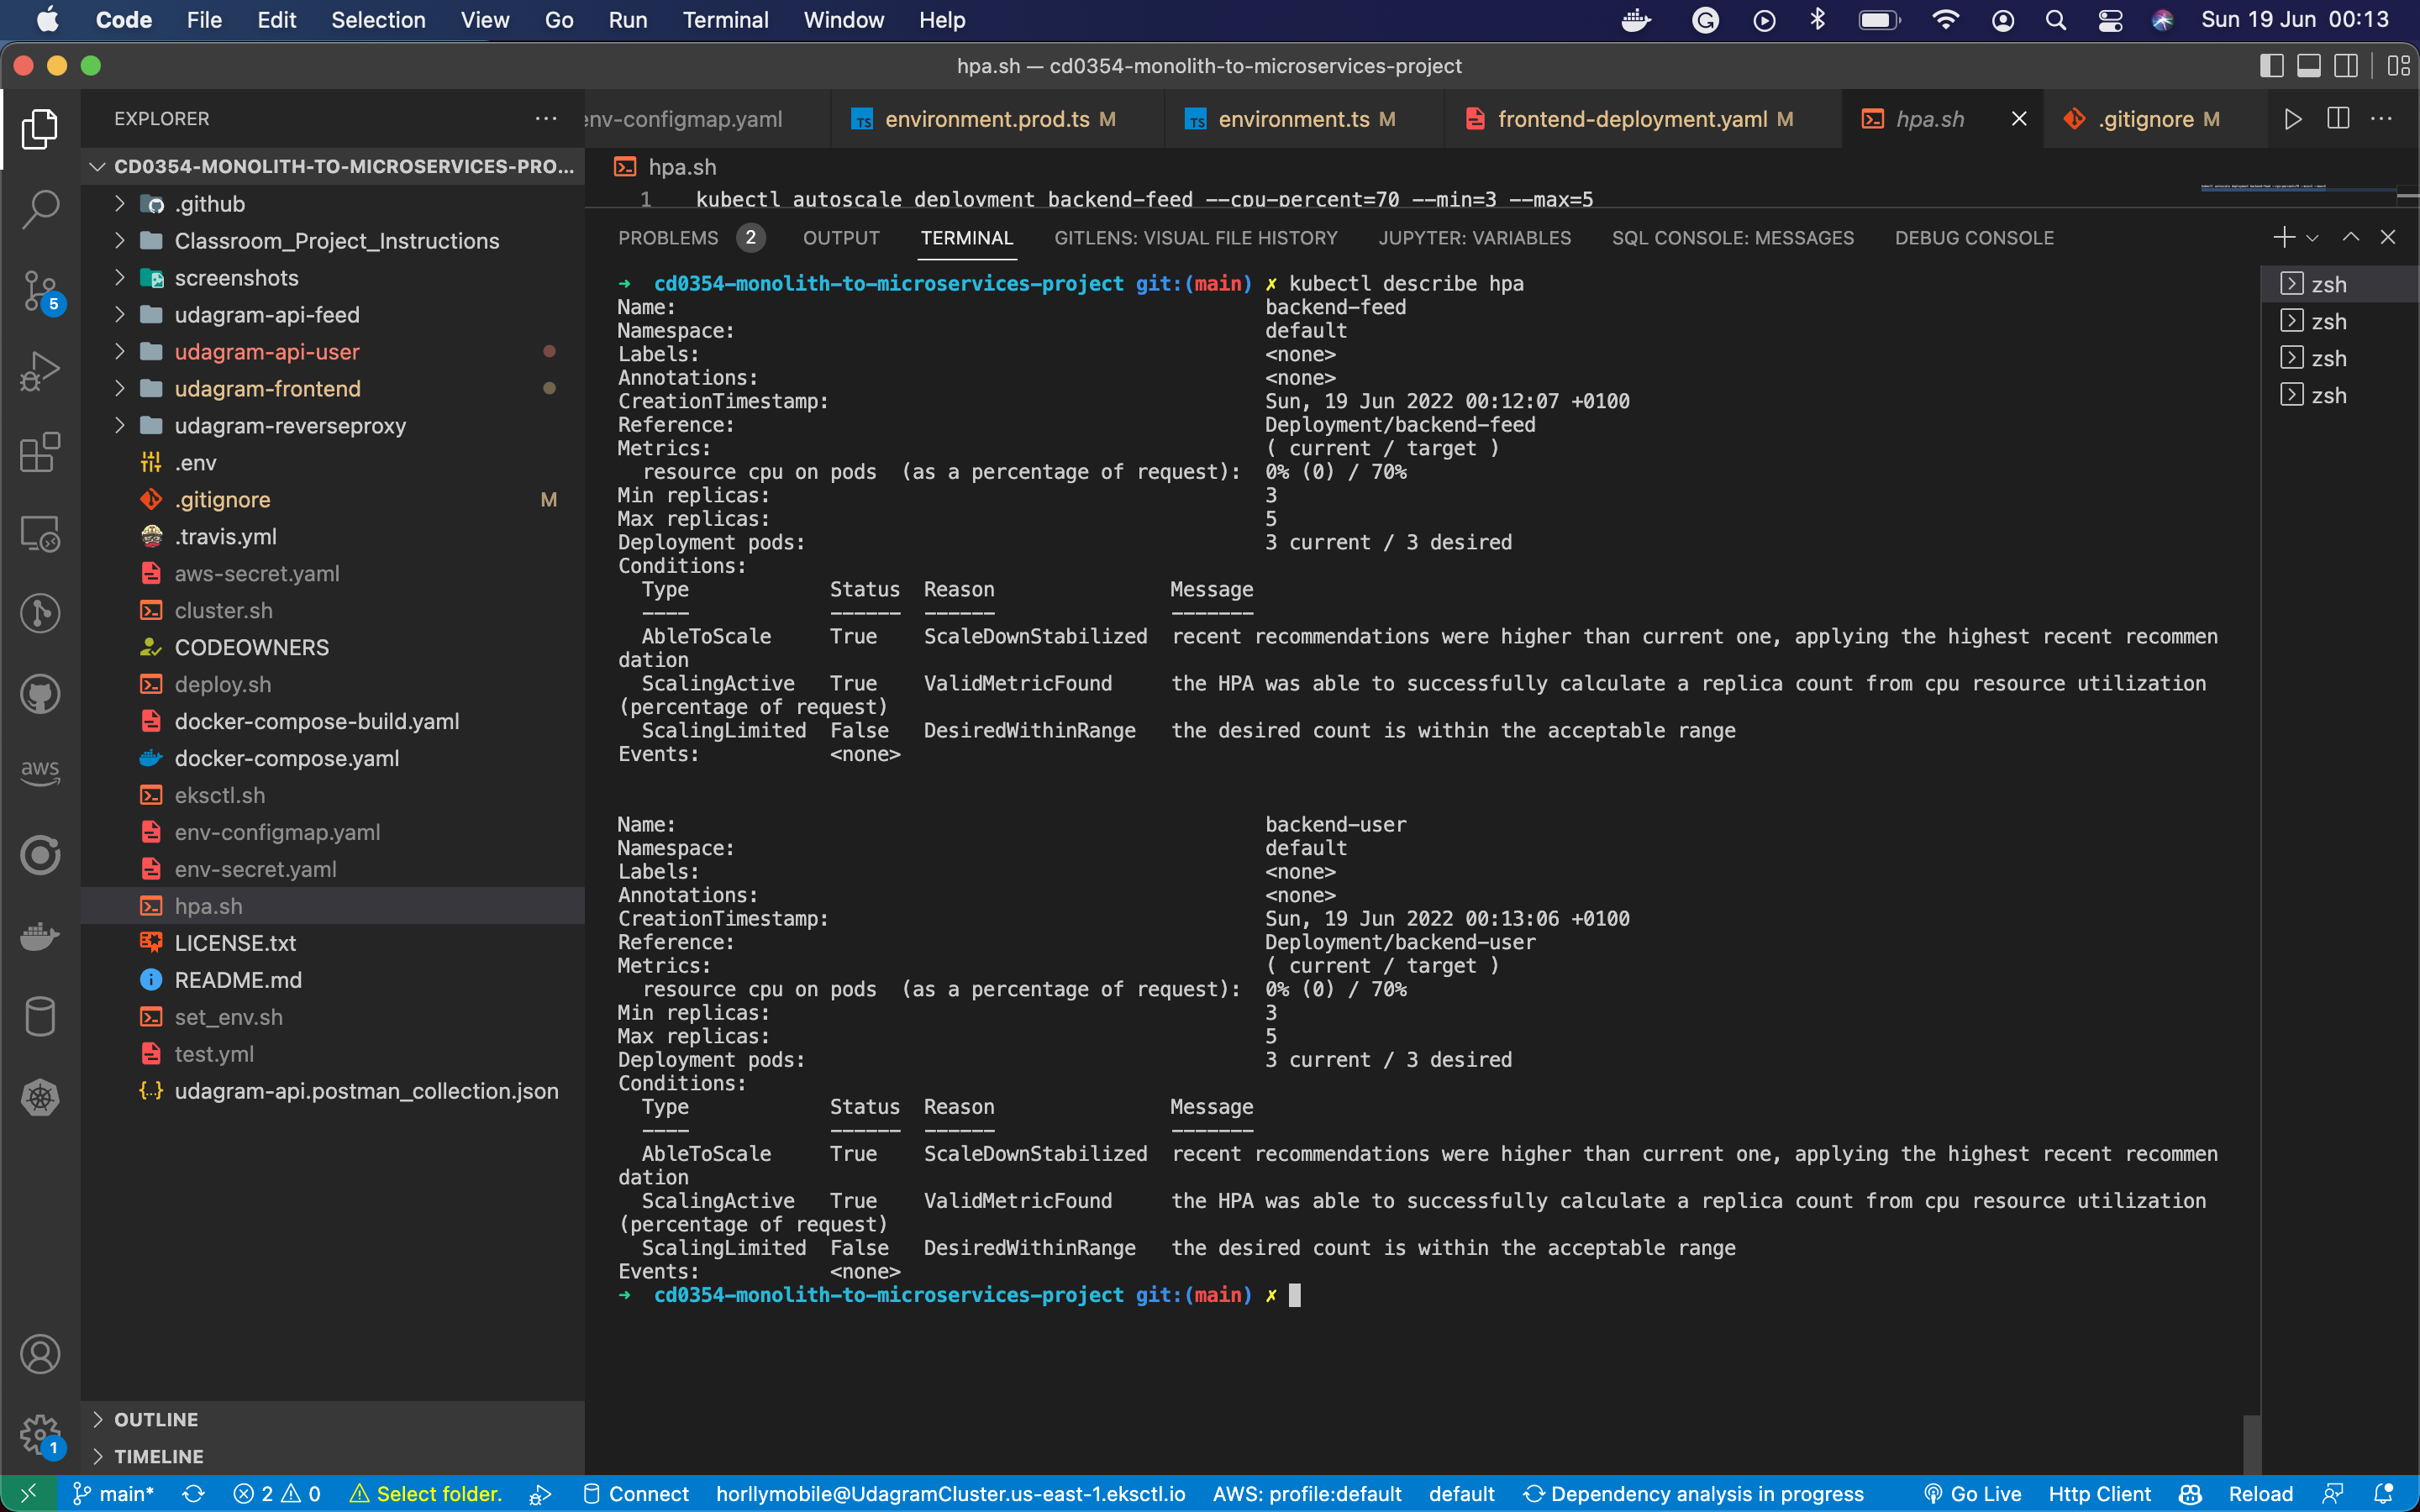 Code File Edit Selection View Go Run Terminal Window Help Sun 19 Jun 00:13
hpa.sh — cd0354-monolith-to-microservices-project
EXPLORER
CD0354-MONOLITH-TO-MICROSERVICES-PRO...
.github
Classroom_Project_Instructions
screenshots
udagram-api-feed
udagram-api-user
udagram-frontend
udagram-reverseproxy
.env
.gitignore M
.travis.yml
aws-secret.yaml
cluster.sh
CODEOWNERS
deploy.sh
docker-compose-build.yaml
docker-compose.yaml
eksctl.sh
env-configmap.yaml
env-secret.yaml
hpa.sh
LICENSE.txt
README.md
set_env.sh
test.yml
udagram-api.postman_collection.json
OUTLINE
TIMELINE
5
aws
1
env-configmap.yaml TS environment.prod.ts M TS environment.ts M frontend-deployment.yaml M hpa.sh .gitignore M
hpa.sh
1 kubectl autoscale deployment backend-feed --cpu-percent=70 --min=3 --max=5
PROBLEMS 2 OUTPUT TERMINAL GITLENS: VISUAL FILE HISTORY JUPYTER: VARIABLES SQL CONSOLE: MESSAGES DEBUG CONSOLE
→ cd0354-monolith-to-microservices-project git:(main) ✗ kubectl describe hpa
Name: backend-feed
Namespace: default
Labels: <none>
Annotations: <none>
CreationTimestamp: Sun, 19 Jun 2022 00:12:07 +0100
Reference: Deployment/backend-feed
Metrics: ( current / target )
resource cpu on pods (as a percentage of request): 0% (0) / 70%
Min replicas: 3
Max replicas: 5
Deployment pods: 3 current / 3 desired
Conditions:
Type Status Reason Message
---- ------ ------ -------
AbleToScale True ScaleDownStabilized recent recommendations were higher than current one, applying the highest recent recommen
dation
ScalingActive True ValidMetricFound the HPA was able to successfully calculate a replica count from cpu resource utilization
(percentage of request)
ScalingLimited False DesiredWithinRange the desired count is within the acceptable range
Events: <none>
Name: backend-user
Namespace: default
Labels: <none>
Annotations: <none>
CreationTimestamp: Sun, 19 Jun 2022 00:13:06 +0100
Reference: Deployment/backend-user
Metrics: ( current / target )
resource cpu on pods (as a percentage of request): 0% (0) / 70%
Min replicas: 3
Max replicas: 5
Deployment pods: 3 current / 3 desired
Conditions:
Type Status Reason Message
---- ------ ------ -------
AbleToScale True ScaleDownStabilized recent recommendations were higher than current one, applying the highest recent recommen
dation
ScalingActive True ValidMetricFound the HPA was able to successfully calculate a replica count from cpu resource utilization
(percentage of request)
ScalingLimited False DesiredWithinRange the desired count is within the acceptable range
Events: <none>
→ cd0354-monolith-to-microservices-project git:(main) ✗
zsh
zsh
zsh
zsh
main* 2 0 Select folder. Connect horllymobile@UdagramCluster.us-east-1.eksctl.io AWS: profile:default default Dependency analysis in progress Go Live Http Client Reload